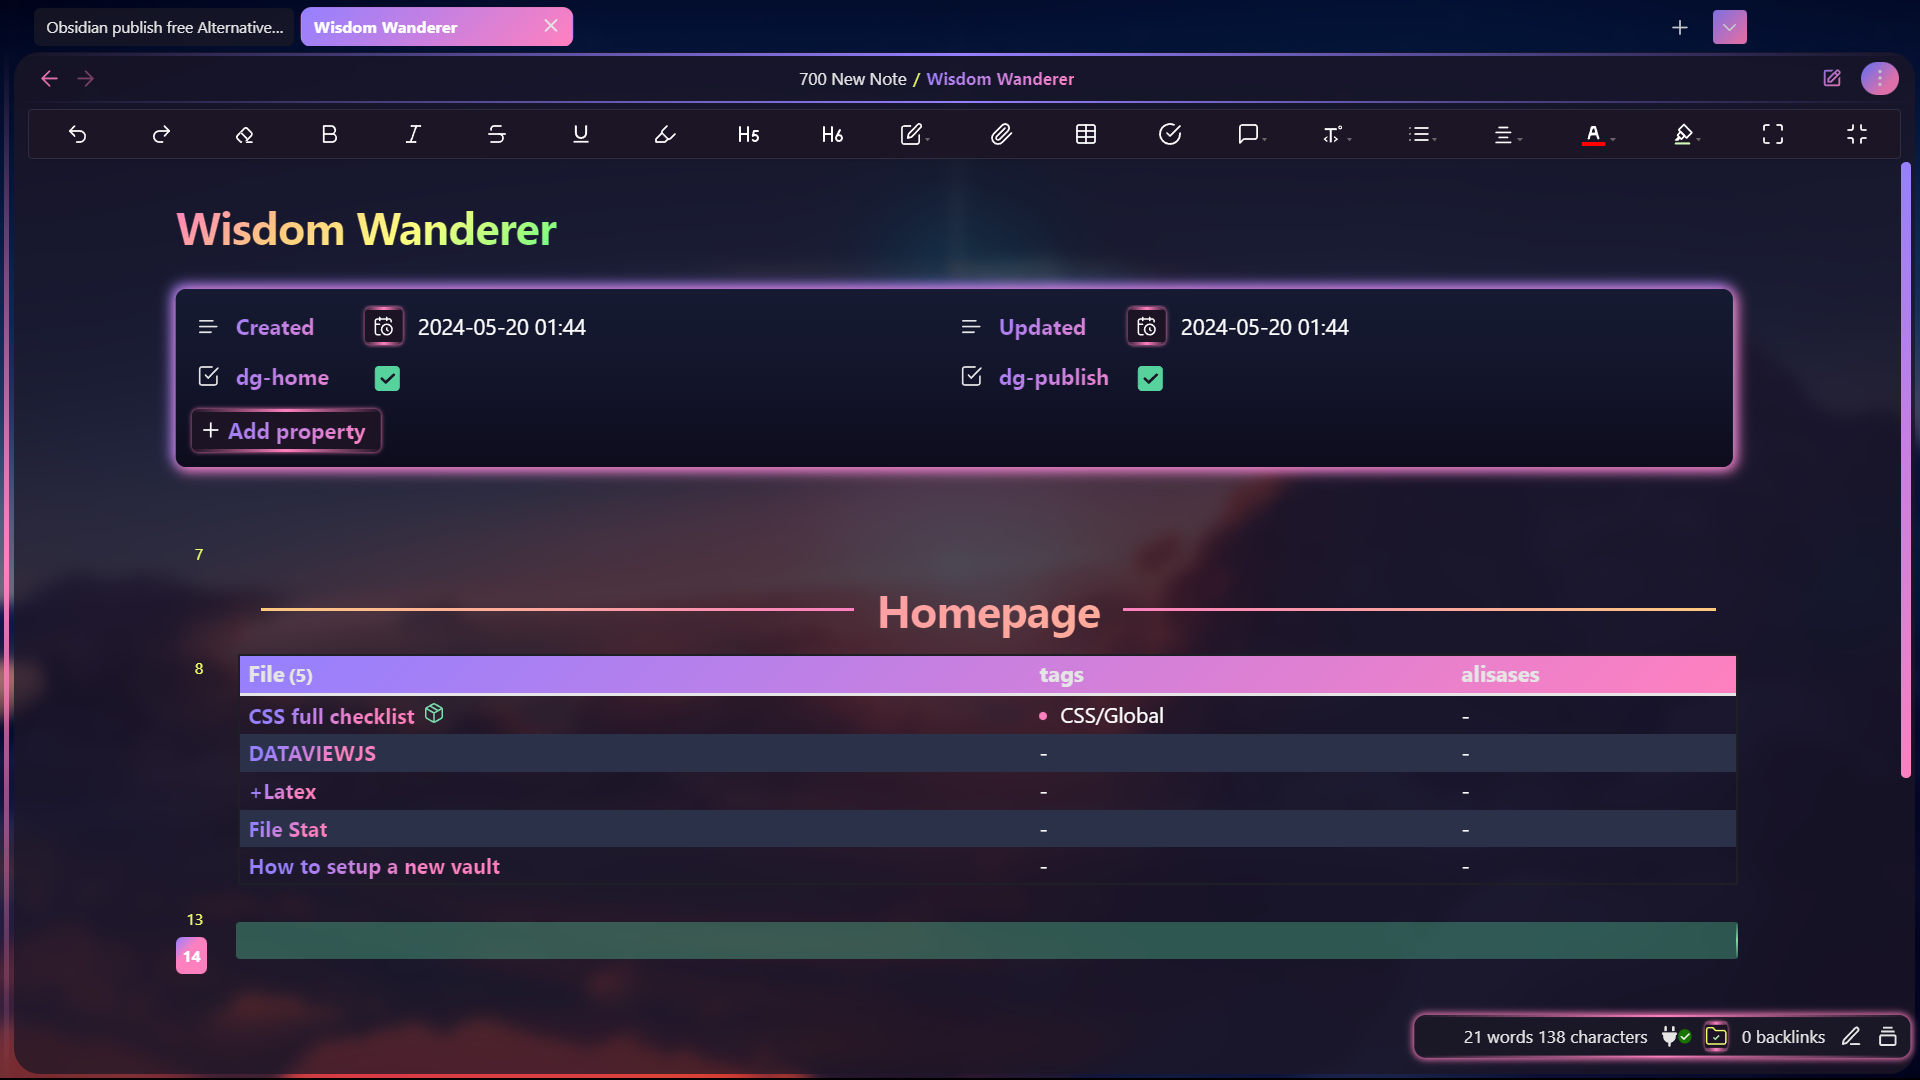 Obsidian publish free Alternative...
Wisdom Wanderer
700 New Note / Wisdom Wanderer
B I S U H5 H6 T A
Wisdom Wanderer
Created 2024-05-20 01:44
Updated 2024-05-20 01:44
dg-home
dg-publish
+ Add property
7
Homepage
8
File (5) tags alisases
CSS full checklist • CSS/Global -
DATAVIEWJS - -
+Latex - -
File Stat - -
How to setup a new vault - -
13
14
21 words 138 characters 0 backlinks